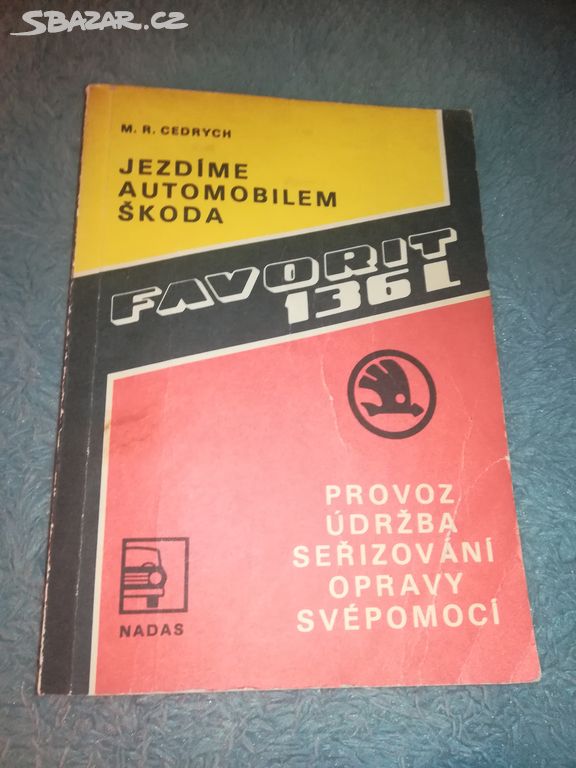 SBAZAR.CZ
M. R. CEDRYCH
JEZDÍME
AUTOMOBILEM
ŠKODA
FAVORIT
136 L
PROVOZ
ÚDRŽBA
SEŘIZOVÁNÍ
OPRAVY
SVÉPOMOCÍ
NADAS